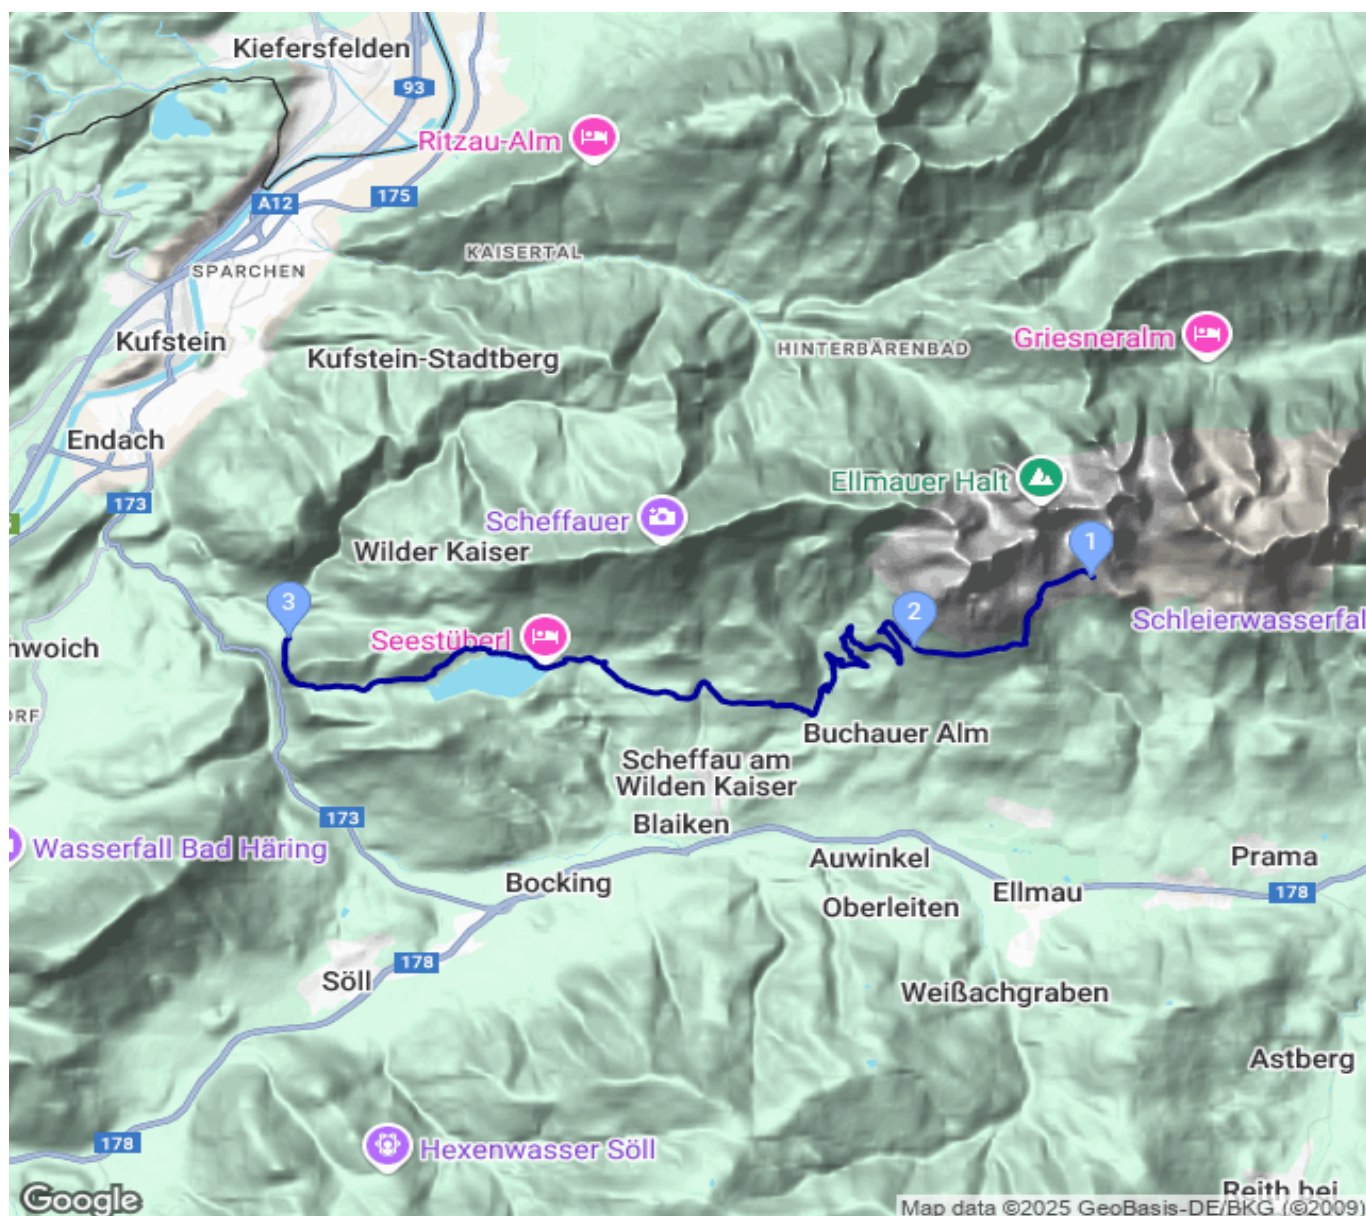 Kiefersfelden
93
Ritzau-Alm
175
A12
KAISERTAL
SPARCHEN
Kufstein
Griesneralm
HINTERBÄRENBAD
Kufstein-Stadtberg
Endach
Ellmauer Halt
173
Scheffauer
1
Wilder Kaiser
3
2
Schleierwasserfal
Seestüberl
nwoich
Buchauer Alm
Scheffau am
Wilden Kaiser
173
Blaiken
Wasserfall Bad Häring
Auwinkel
Prama
Bocking
Ellmau
178
Oberleiten
178
Söll
Weißachgraben
Astberg
178
Hexenwasser Söll
Reith bei
Google
Map data ©2025 GeoBasis-DE/BKG (©2009)